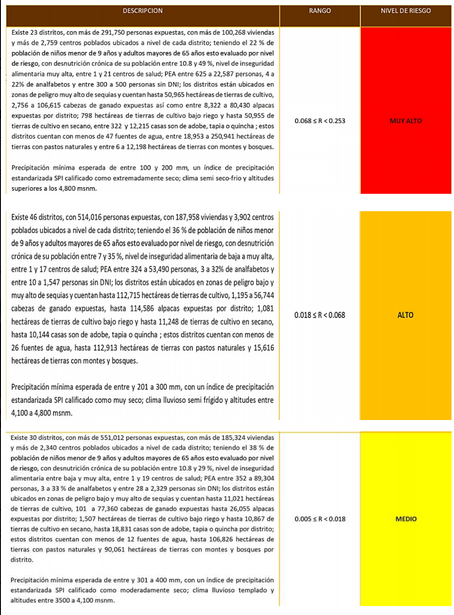 DESCRIPCION RANGO NIVEL DE RIESGO
Existe 23 distritos, con más de 291,750 personas expuestas, con más de 100,268 viviendas
y más de 2,759 centros poblados ubicados a nivel de cada distrito; teniendo el 22 % de
población de niños menor de 9 años y adultos mayores de 65 años esto evaluado por nivel
de riesgo, con desnutrición crónica de su población entre 10.8 y 49 %, nivel de inseguridad
alimentaria muy alta, entre 1 y 21 centros de salud; PEA entre 625 a 22,587 personas, 4 a
22% de analfabetos y entre 300 a 500 personas sin DNI; los distritos están ubicados en
zonas de peligro muy alto de sequias y cuentan hasta 50,965 hectáreas de tierras de cultivo,
2,756 a 106,615 cabezas de ganado expuestas así como entre 8,322 a 80,430 alpacas
expuestas por distrito; 798 hectáreas de tierras de cultivo bajo riego y hasta 50,955 de
tierras de cultivo en secano, entre 322 y 12,215 casas son de adobe, tapia o quincha ; estos
distritos cuentan con menos de 47 fuentes de agua, entre 18,953 a 250,941 hectáreas de
tierras con pastos naturales y entre 6 a 12,198 hectáreas de tierras con montes y bosques.
0.068 ≤ R < 0.253
MUY ALTO
Precipitación mínima esperada de entre 100 y 200 mm, un índice de precipitación
estandarizada SPI calificado como extremadamente seco; clima semi seco-frio y altitudes
superiores a los 4,800 msnm.
Existe 46 distritos, con 514,016 personas expuestas, con 187,958 viviendas y 3,902 centros
poblados ubicados a nivel de cada distrito; teniendo el 36 % de población de niños menor
de 9 años y adultos mayores de 65 años esto evaluado por nivel de riesgo, con desnutrición
crónica de su población entre 7 y 35 %, nivel de inseguridad alimentaria de baja a muy alta,
entre 1 y 17 centros de salud; PEA entre 324 a 53,490 personas, 3 a 32% de analfabetos y
entre 10 a 1,547 personas sin DNI; los distritos están ubicados en zonas de peligro bajo y
muy alto de sequias y cuentan hasta 112,715 hectáreas de tierras de cultivo, 1,195 a 56,744
cabezas de ganado expuestas, hasta 114,586 alpacas expuestas por distrito; 1,081
hectáreas de tierras de cultivo bajo riego y hasta 11,248 de tierras de cultivo en secano,
hasta 10,144 casas son de adobe, tapia o quincha ; estos distritos cuentan con menos de
26 fuentes de agua, hasta 112,913 hectáreas de tierras con pastos naturales y 15,616
hectáreas de tierras con montes y bosques.
0.018 ≤ R < 0.068
ALTO
Precipitación mínima esperada de entre y 201 a 300 mm, con un índice de precipitación
estandarizada SPI calificado como muy seco; clima lluvioso semi frigido y altitudes entre
4,100 a 4,800 msnm.
Existe 30 distritos, con más de 551,012 personas expuestas, con más de 185,324 viviendas
y más de 2,340 centros poblados ubicados a nivel de cada distrito; teniendo el 38 % de
población de niños menor de 9 años y adultos mayores de 65 años esto evaluado por nivel
de riesgo, con desnutrición crónica de su población entre 10.8 y 29 %, nivel de inseguridad
alimentaria entre baja y muy alta, entre 1 y 19 centros de salud; PEA entre 352 a 89,304
personas, 3 a 33 % de analfabetos y entre 28 a 2,329 personas sin DNI; los distritos están
ubicados en zonas de peligro bajo y muy alto de sequias y cuentan hasta 11,021 hectáreas
de tierras de cultivo, 101 a 77,360 cabezas de ganado expuestas hasta 26,055 alpacas
expuestas por distrito; 1,507 hectáreas de tierras de cultivo bajo riego y hasta 10,867 de
tierras de cultivo en secano, hasta 18,831 casas son de adobe, tapia o quincha por distrito;
estos distritos cuentan con menos de 12 fuentes de agua, hasta 106,826 hectáreas de
tierras con pastos naturales y 90,061 hectáreas de tierras con montes y bosques por
distrito.
0.005 ≤ R < 0.018
MEDIO
Precipitación mínima esperada de entre y 301 a 400 mm, con un índice de precipitación
estandarizada SPI calificado como moderadamente seco; clima lluvioso templado y
altitudes entre 3500 a 4,100 msnm.